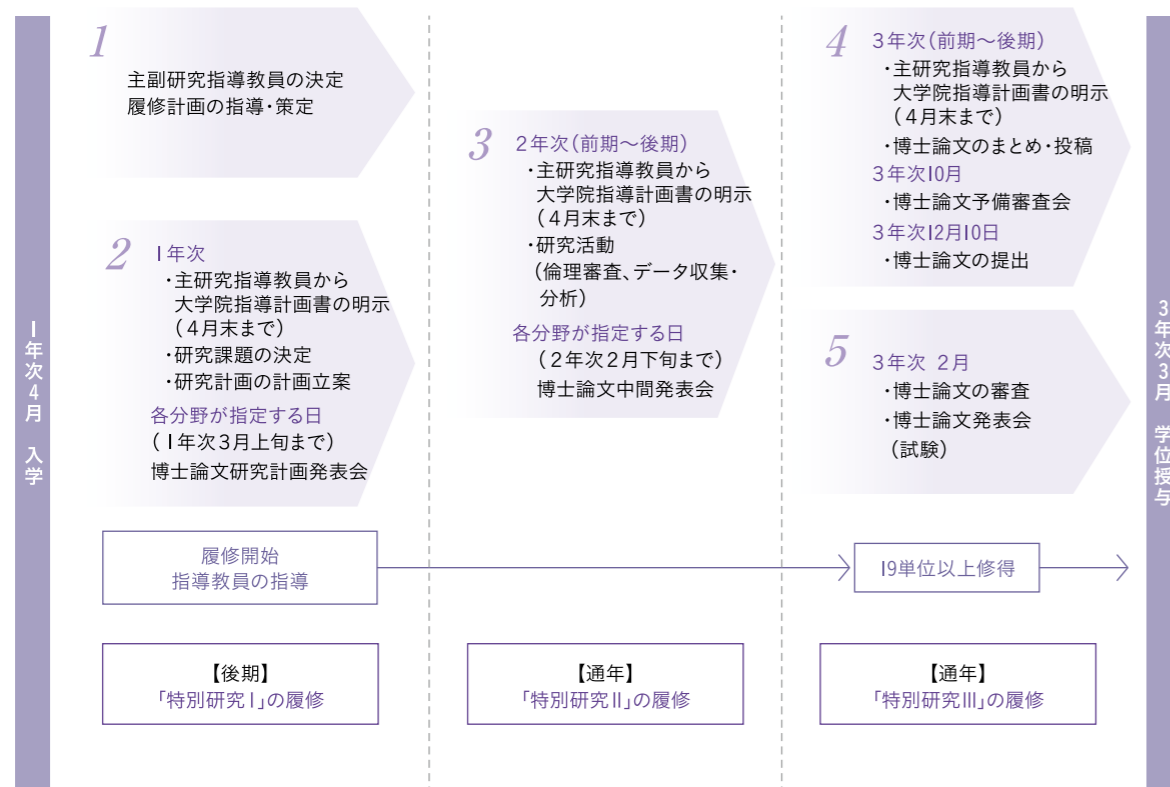 1年次4月 入学
1
主副研究指導教員の決定
履修計画の指導・策定
2
1年次
・主研究指導教員から
大学院指導計画書の明示
(4月末まで)
・研究課題の決定
・研究計画の計画立案
各分野が指定する日
(1年次3月上旬まで)
博士論文研究計画発表会
3
2年次(前期～後期)
・主研究指導教員から
大学院指導計画書の明示
(4月末まで)
・研究活動
(倫理審査、データ収集・
分析)
各分野が指定する日
(2年次2月下旬まで)
博士論文中間発表会
4
3年次(前期～後期)
・主研究指導教員から
大学院指導計画書の明示
(4月末まで)
・博士論文のまとめ・投稿
3年次10月
・博士論文予備審査会
3年次12月10日
・博士論文の提出
5
3年次 2月
・博士論文の審査
・博士論文発表会
(試験)
履修開始
指導教員の指導
19単位以上修得
【後期】
「特別研究Ⅰ」の履修
【通年】
「特別研究Ⅱ」の履修
【通年】
「特別研究Ⅲ」の履修
3年次3月 学位授与